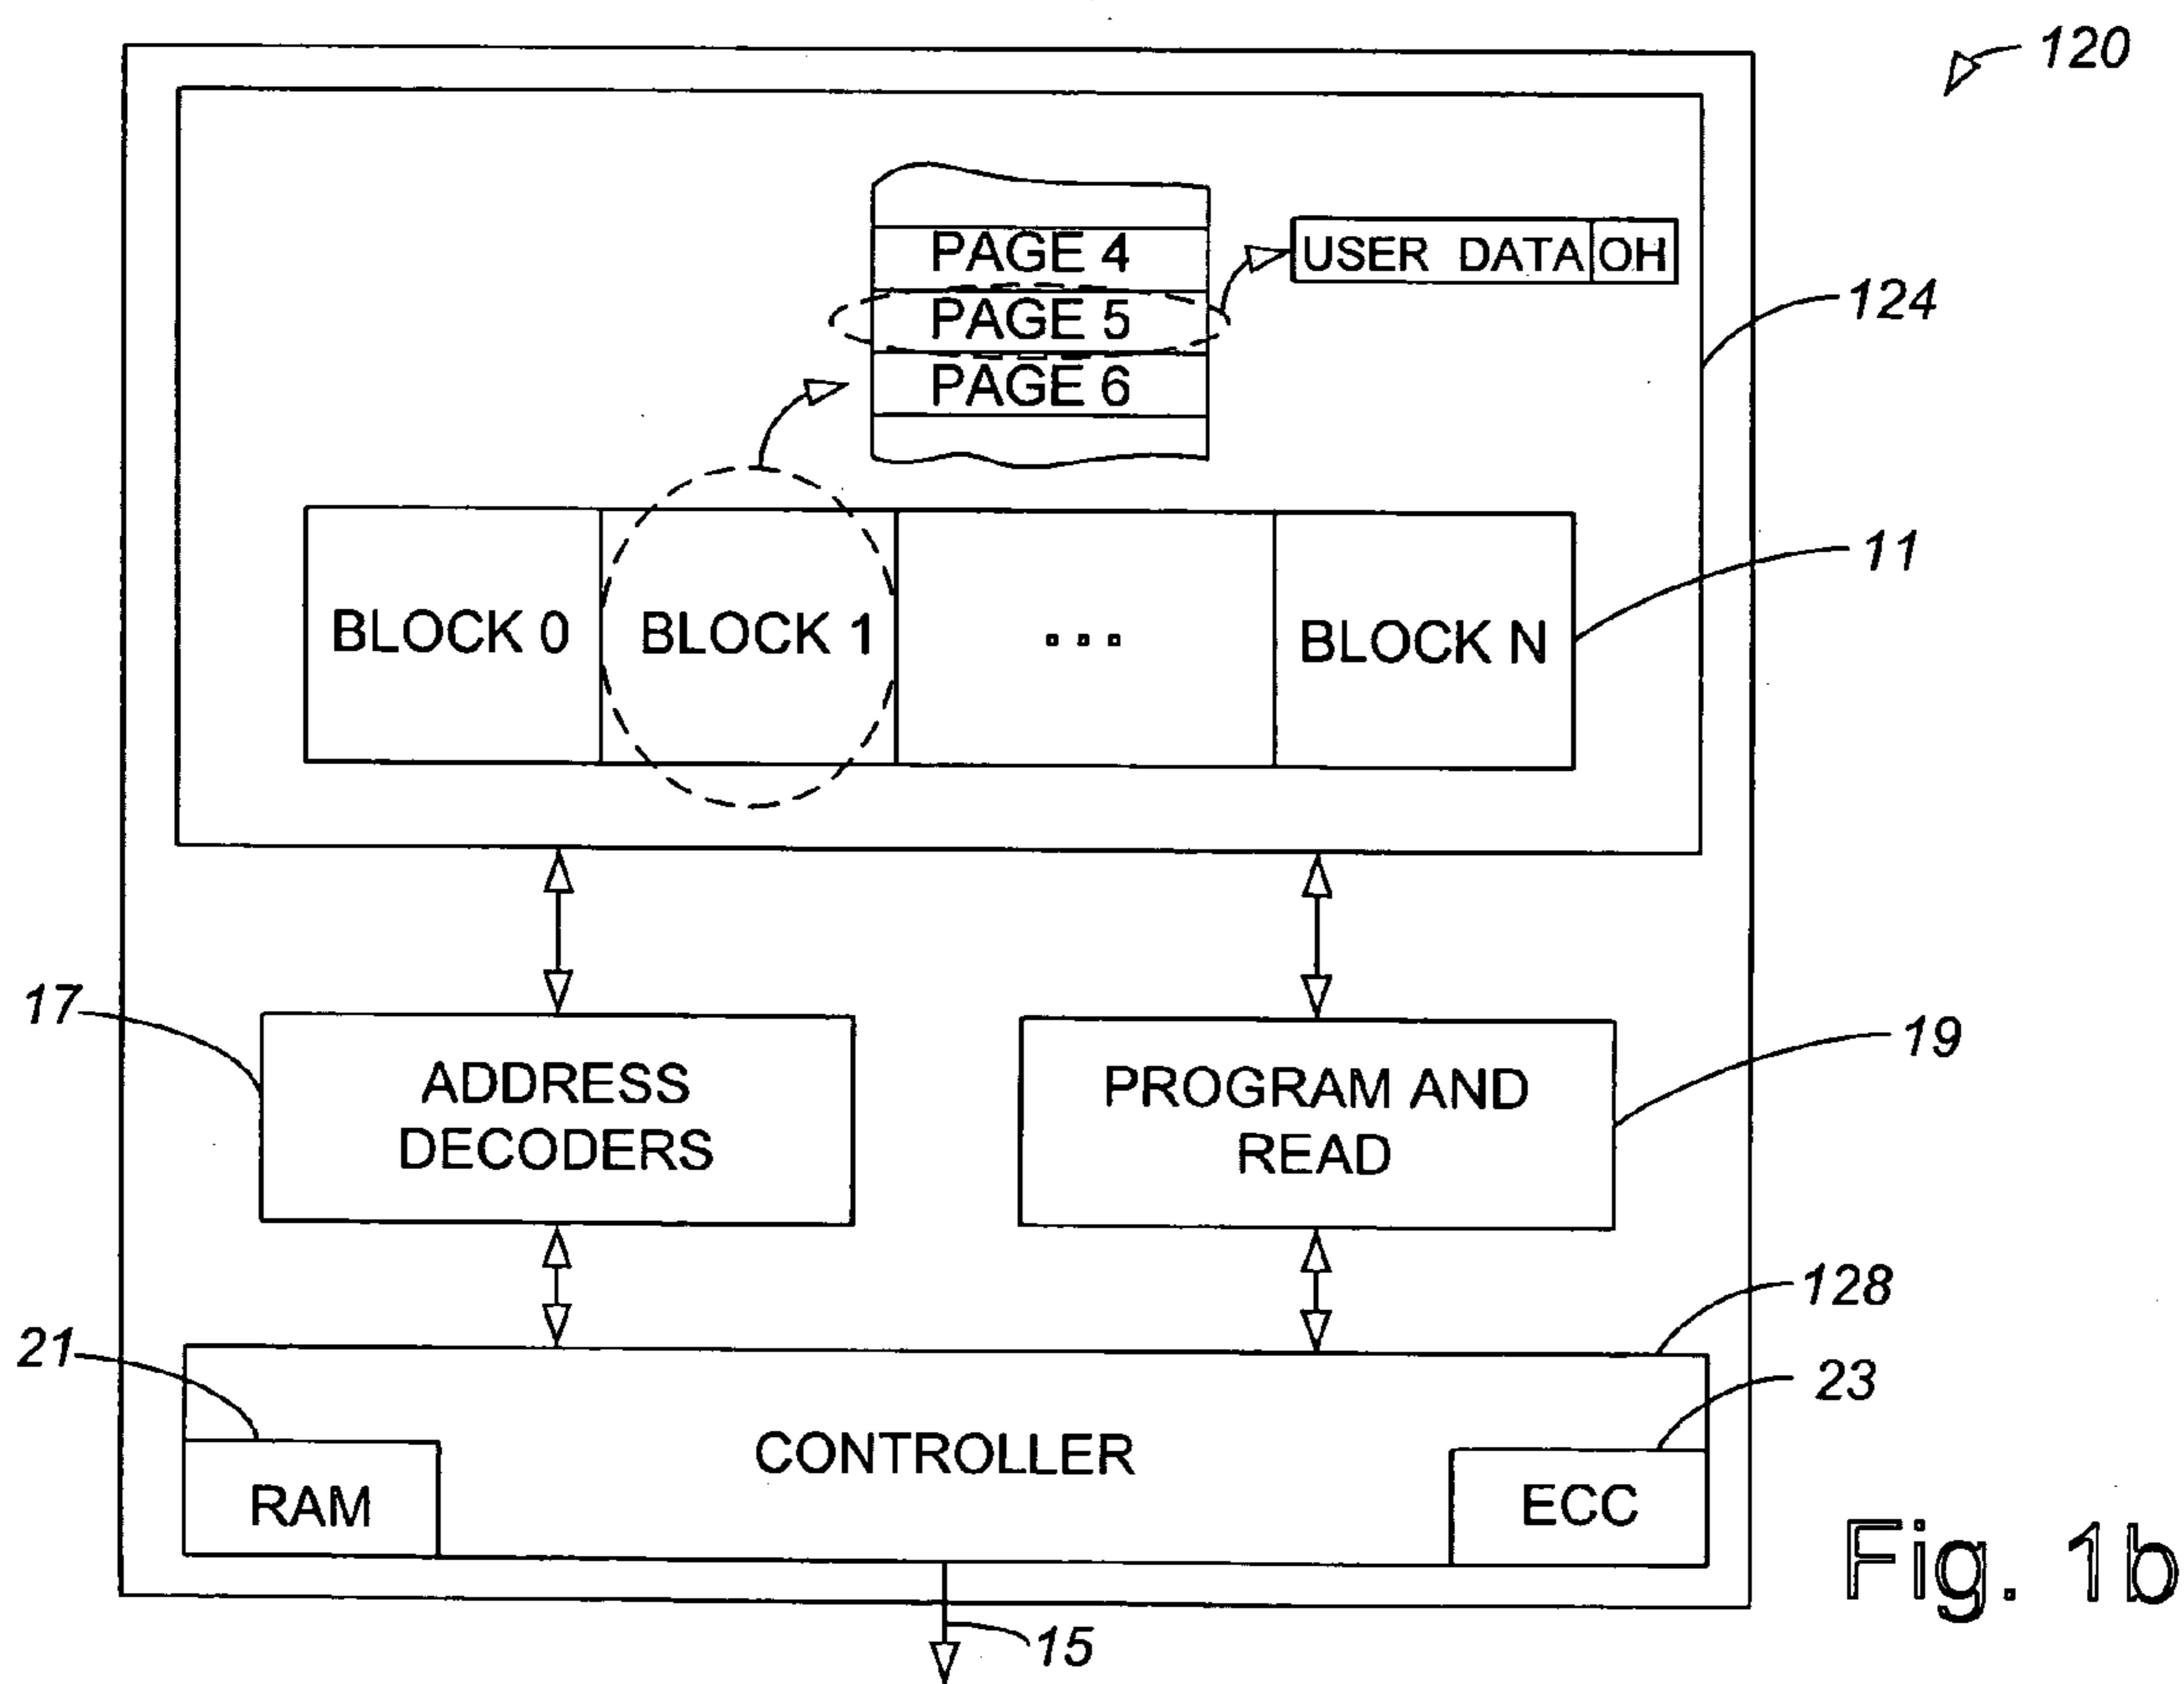 120
PAGE 4
USER DATA OH
PAGE 5
124
PAGE 6
11
BLOCK 0
BLOCK 1
...
BLOCK N
17
19
ADDRESS
DECODERS
PROGRAM AND
READ
128
21
23
CONTROLLER
RAM
ECC
Fig. 1b
15